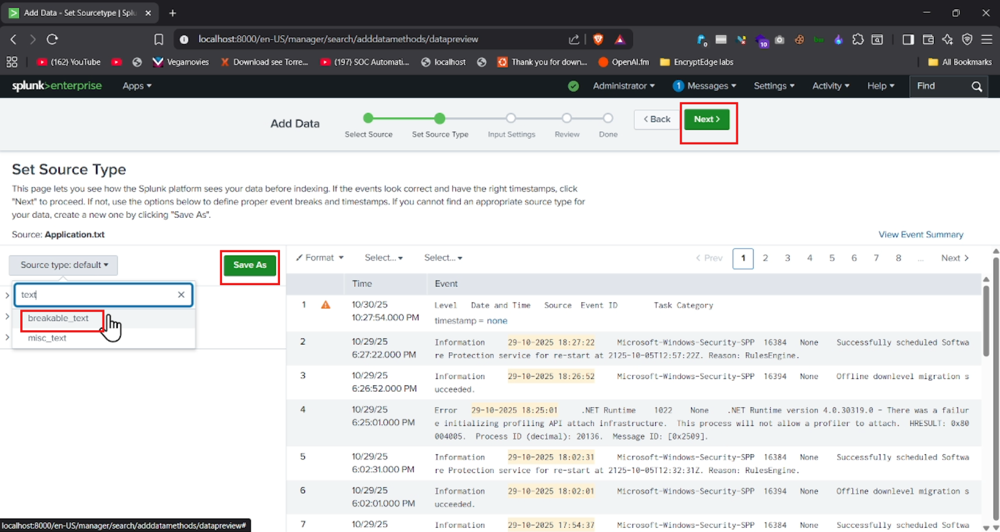 Add Data - Set Sourcetype | Splu
localhost:8000/en-US/manager/search/adddatamethods/datapreview
0
10
(162) YouTube
Vegamovies
Download see Torre...
(197) SOC Automati...
localhost
Thank you for down...
OpenAI.fm
EncryptEdge labs
All Bookmarks
splunk>enterprise
Apps
Administrator
1 Messages
Settings
Activity
Help
Find
Add Data
Select Source
Set Source Type
Input Settings
Review
Done
< Back
Next >
Set Source Type
This page lets you see how the Splunk platform sees your data before indexing. If the events look correct and have the right timestamps, click
"Next" to proceed. If not, use the options below to define proper event breaks and timestamps. If you cannot find an appropriate source type for
your data, create a new one by clicking "Save As".
Source: Application.txt
View Event Summary
Source type: default
Save As
text
breakable_text
misc_text
Format
Select...
Select...
< Prev 1 2 3 4 5 6 7 8 ... Next >
Time Event
1 10/30/25 Level Date and Time Source Event ID Task Category
10:27:54.000 PM timestamp = none
2 10/29/25 Information 29-10-2025 18:27:22 Microsoft-Windows-Security-SPP 16384 None Successfully scheduled Softwa
6:27:22.000 PM re Protection service for re-start at 2125-10-05T12:57:22Z. Reason: RulesEngine.
3 10/29/25 Information 29-10-2025 18:26:52 Microsoft-Windows-Security-SPP 16394 None Offline downlevel migration s
6:26:52.000 PM ucceeded.
4 10/29/25 Error 29-10-2025 18:25:01 .NET Runtime 1022 None .NET Runtime version 4.0.30319.0 - There was a failur
6:25:01.000 PM e initializing profiling API attach infrastructure. This process will not allow a profiler to attach. HRESULT: 0x80
004005. Process ID (decimal): 20136. Message ID: [0x2509].
5 10/29/25 Information 29-10-2025 18:02:31 Microsoft-Windows-Security-SPP 16384 None Successfully scheduled Softwa
6:02:31.000 PM re Protection service for re-start at 2125-10-05T12:32:31Z. Reason: RulesEngine.
6 10/29/25 Information 29-10-2025 18:02:01 Microsoft-Windows-Security-SPP 16394 None Offline downlevel migration s
6:02:01.000 PM ucceeded.
7 10/29/25 Information 29-10-2025 17:54:37 Microsoft-Windows-Security-SPP 16384 None Successfully scheduled Softwa
localhost:8000/en-US/manager/search/adddatamethods/datapreview#